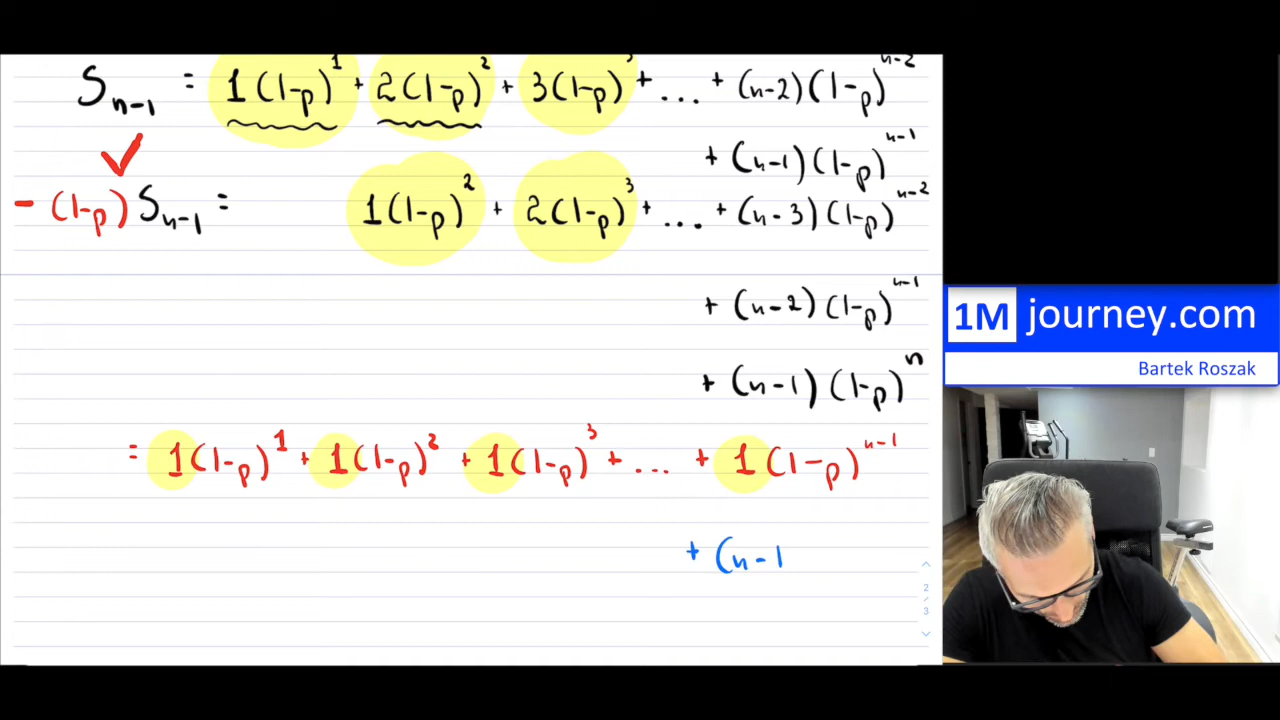 S_{n-1} = 1(1-p)^1 + 2(1-p)^2 + 3(1-p)^3 + ... + (n-2)(1-p)^{n-2}
+ (n-1)(1-p)^{n-1}
- (1-p) S_{n-1} = 1(1-p)^2 + 2(1-p)^3 + ... + (n-3)(1-p)^{n-2}
+ (n-2)(1-p)^{n-1}
+ (n-1)(1-p)^n
= 1(1-p)^1 + 1(1-p)^2 + 1(1-p)^3 + ... + 1(1-p)^{n-1}
+ (n-1
1M journey.com
Bartek Roszak
2
/
3